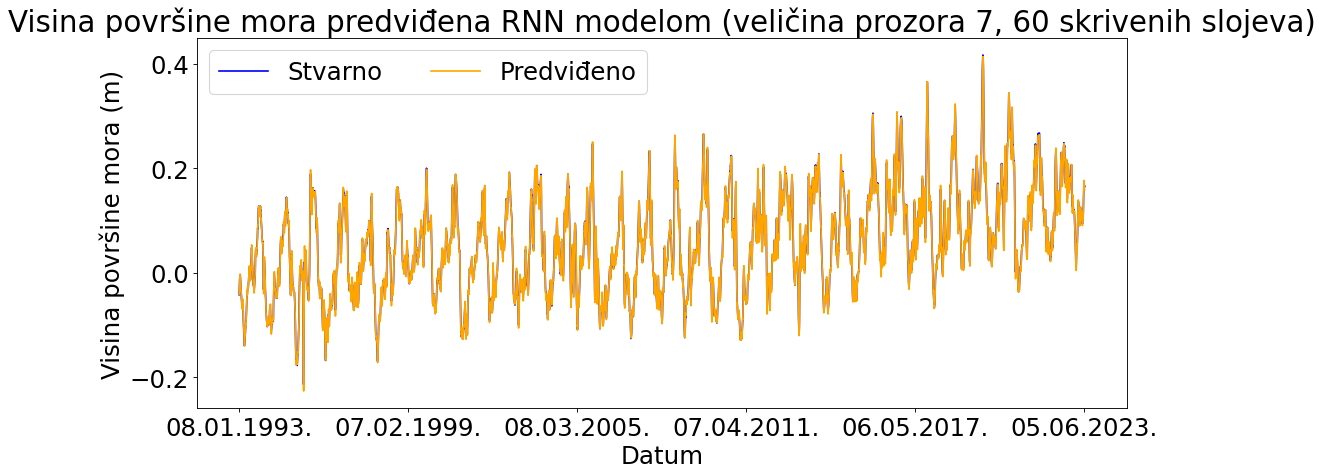 Visina površine mora predviđena RNN modelom (veličina prozora 7, 60 skrivenih slojeva)
Stvarno
Predviđeno
Visina površine mora (m)
0.4
0.2
0.0
−0.2
08.01.1993.
07.02.1999.
08.03.2005.
07.04.2011.
06.05.2017.
05.06.2023.
Datum